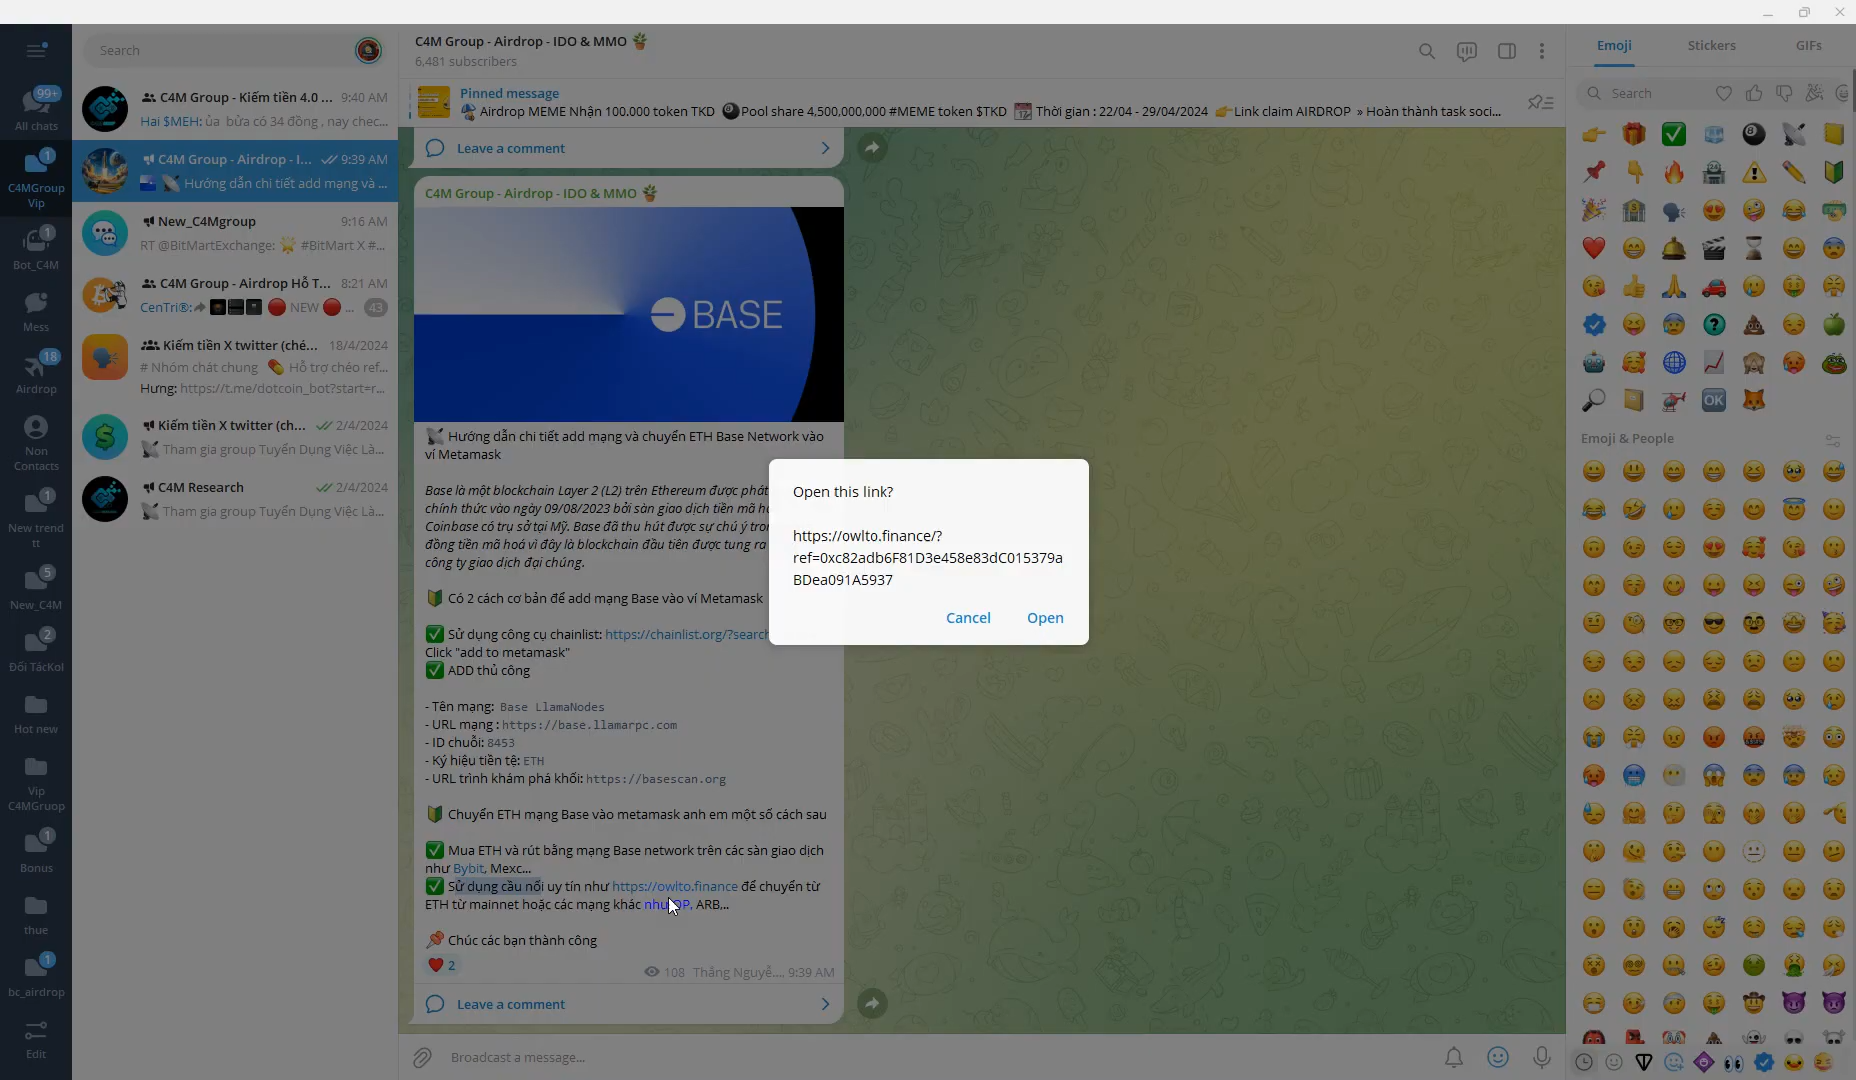 Search
99+
All chats
1
C4MGroup
Vip
1
Bot_C4M
Mess
18
Airdrop
Non
Contacts
1
New trend
tt
5
New_C4M
2
Đối TácKol
Hot new
Vip
C4MGruop
1
Bonus
thue
1
bc_airdrop
Edit
C4M Group - Kiếm tiền 4.0 ... 9:40 AM
Hai $MEH: ủa bữa có 34 đồng , nay chec...
C4M Group - Airdrop - I... 9:39 AM
Hướng dẫn chi tiết add mạng và ...
New_C4Mgroup 9:16 AM
RT @BitMartExchange: 🌟 #BitMart X #...
C4M Group - Airdrop Hỗ T... 8:21 AM
CenTri®: NEW 🔴 ... 43
Kiếm tiền X twitter (ché... 18/4/2024
# Nhóm chát chung 💊 Hỗ trợ chéo ref...
Hưng: https://t.me/dotcoin_bot?start=r...
Kiếm tiền X twitter (ch... 2/4/2024
Tham gia group Tuyển Dụng Việc Là...
C4M Research 2/4/2024
Tham gia group Tuyển Dụng Việc Là...
C4M Group - Airdrop - IDO & MMO 🪴
6,481 subscribers
Pinned message
Airdrop MEME Nhận 100.000 token TKD 🎱Pool share 4,500,000,000 #MEME token $TKD 📆 Thời gian : 22/04 - 29/04/2024 👉Link claim AIRDROP » Hoàn thành task soci...
Leave a comment
C4M Group - Airdrop - IDO & MMO 🪴
BASE
📡 Hướng dẫn chi tiết add mạng và chuyển ETH Base Network vào
ví Metamask
Base là một blockchain Layer 2 (L2) trên Ethereum được phát
chính thức vào ngày 09/08/2023 bởi sàn giao dịch tiền mã ho
Coinbase có trụ sở tại Mỹ. Base đã thu hút được sự chú ý tron
đồng tiền mã hoá vì đây là blockchain đầu tiên được tung ra
công ty giao dịch đại chúng.
🔰 Có 2 cách cơ bản để add mạng Base vào ví Metamask
✅ Sử dụng công cụ chainlist: https://chainlist.org/?search
Click "add to metamask"
✅ ADD thủ công
- Tên mạng: Base LlamaNodes
- URL mạng : https://base.llamarpc.com
- ID chuỗi: 8453
- Ký hiệu tiền tệ: ETH
- URL trình khám phá khối: https://basescan.org
🔰 Chuyển ETH mạng Base vào metamask anh em một số cách sau
✅ Mua ETH và rút bằng mạng Base network trên các sàn giao dịch
như Bybit, Mexc...
✅ Sử dụng cầu nối uy tín như https://owlto.finance để chuyển từ
ETH từ mainnet hoặc các mạng khác như OP, ARB,..
📌 Chúc các bạn thành công
❤️ 2
108 Thắng Nguyễ.... 9:39 AM
Leave a comment
Broadcast a message...
Open this link?
https://owlto.finance/?
ref=0xc82adb6F81D3e458e83dC015379a
BDea091A5937
Cancel Open
Emoji Stickers GIFs
Search
Emoji & People